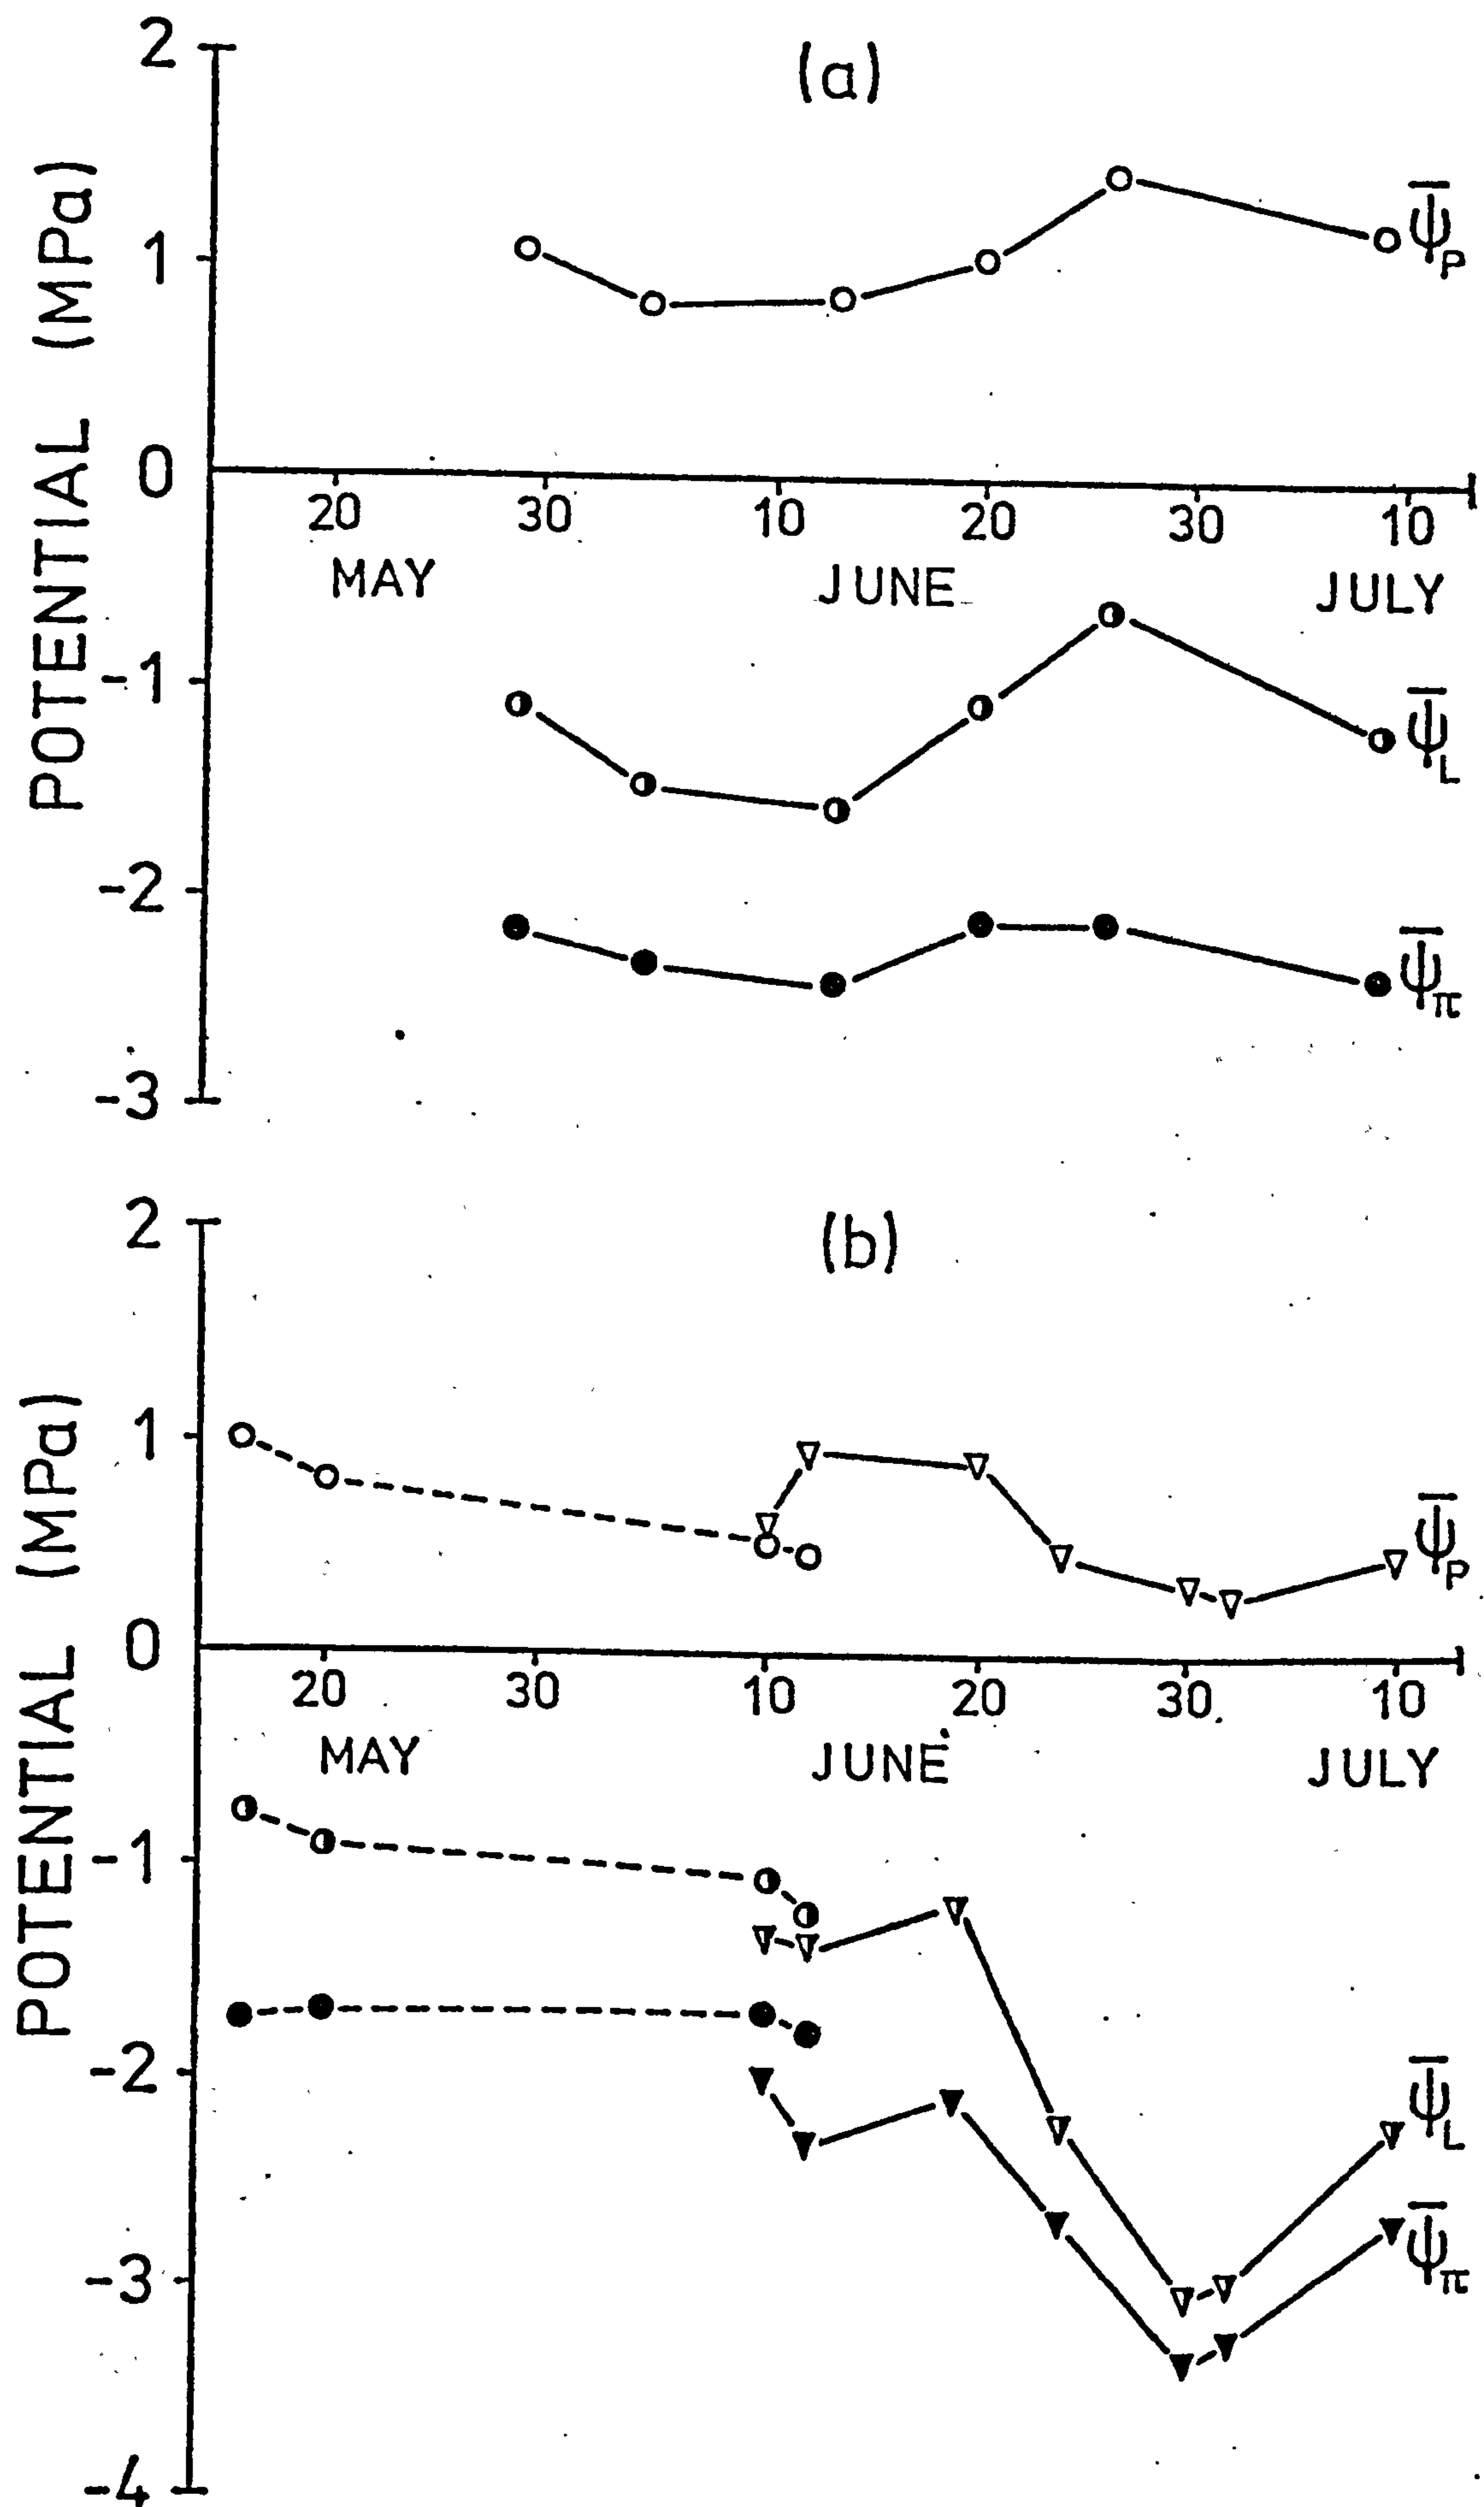 (a)
POTENTIAL (MPa)
2
1
0
-1
-2
-3
20 30 10 20 30 10
MAY JUNE JULY
ψ̅P
ψ̅L
ψ̅π
(b)
POTENTIAL (MPa)
2
1
0
-1
-2
-3
-4
20 30 10 20 30 10
MAY JUNE JULY
ψ̅P
ψ̅L
ψ̅π